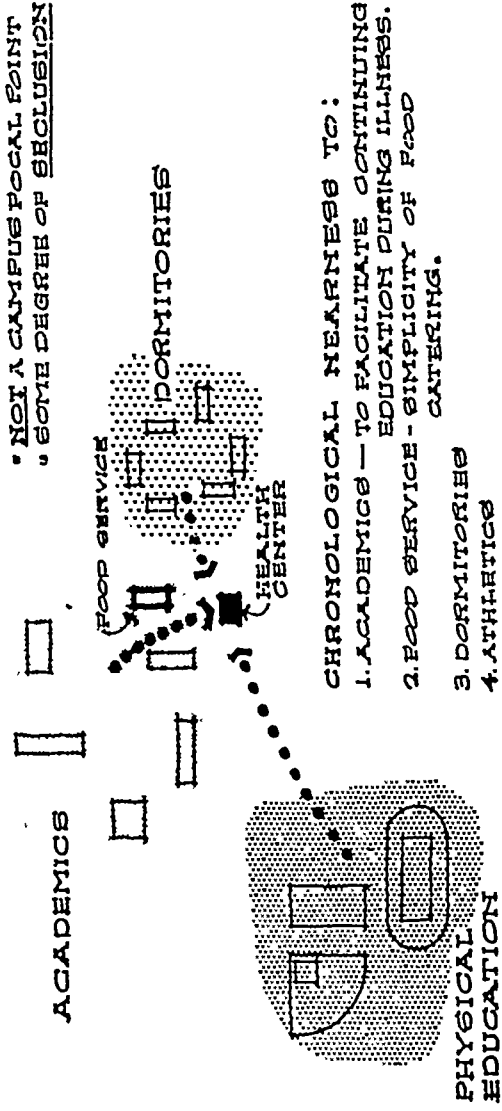 "NOT A CAMPUS FOCAL POINT
"SOME DEGREE OF SECLUSION
ACADEMICS
FOOD SERVICE
DORMITORIES
HEALTH
CENTER
PHYSICAL
EDUCATION
CHRONOLOGICAL NEARNESS TO:
1. ACADEMICS — TO FACILITATE CONTINUING
EDUCATION DURING ILLNESS.
2. FOOD SERVICE - SIMPLICITY OF FOOD
CATERING.
3. DORMITORIES
4. ATHLETICS